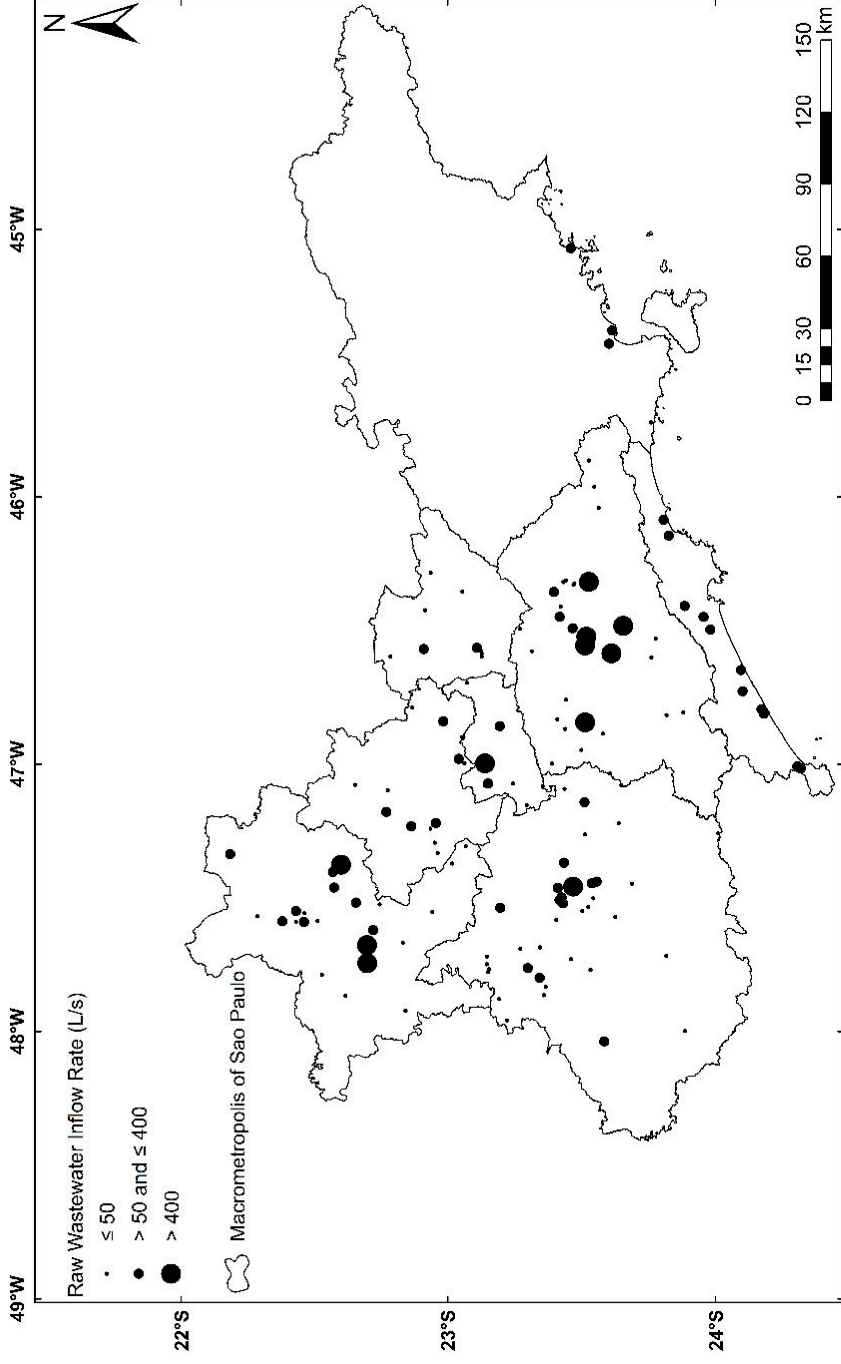 49°W
48°W
47°W
46°W
45°W
N
22°S
23°S
24°S
Raw Wastewater Inflow Rate (L/s)
≤ 50
> 50 and ≤ 400
> 400
Macrometropolis of Sao Paulo
0 15 30 60 90 120 150
km